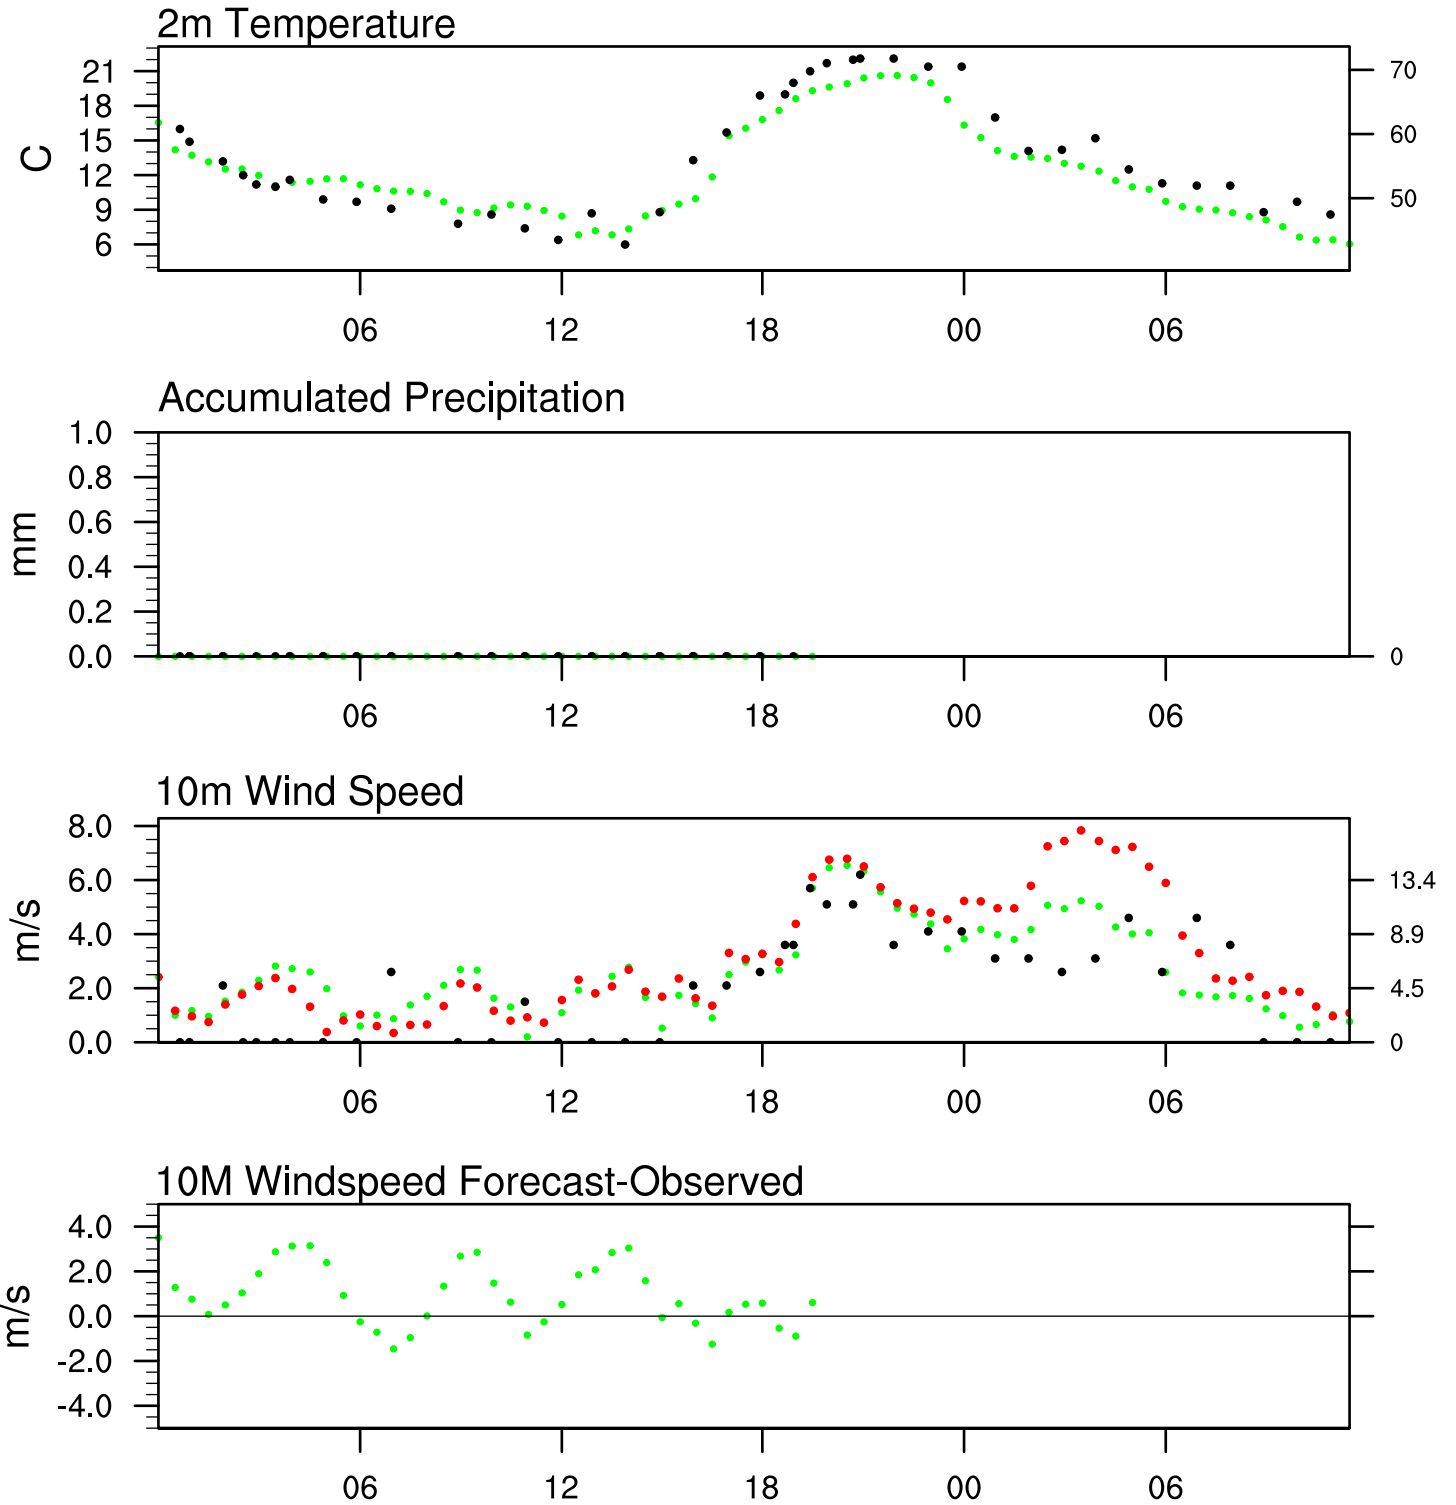 2m Temperature
21
18
15
12
9
6
C
70
60
50
06 12 18 00 06
Accumulated Precipitation
1.0
0.8
0.6
0.4
0.2
0.0
mm
0
06 12 18 00 06
10m Wind Speed
8.0
6.0
4.0
2.0
0.0
m/s
13.4
8.9
4.5
0
06 12 18 00 06
10M Windspeed Forecast-Observed
4.0
2.0
0.0
-2.0
-4.0
m/s
06 12 18 00 06